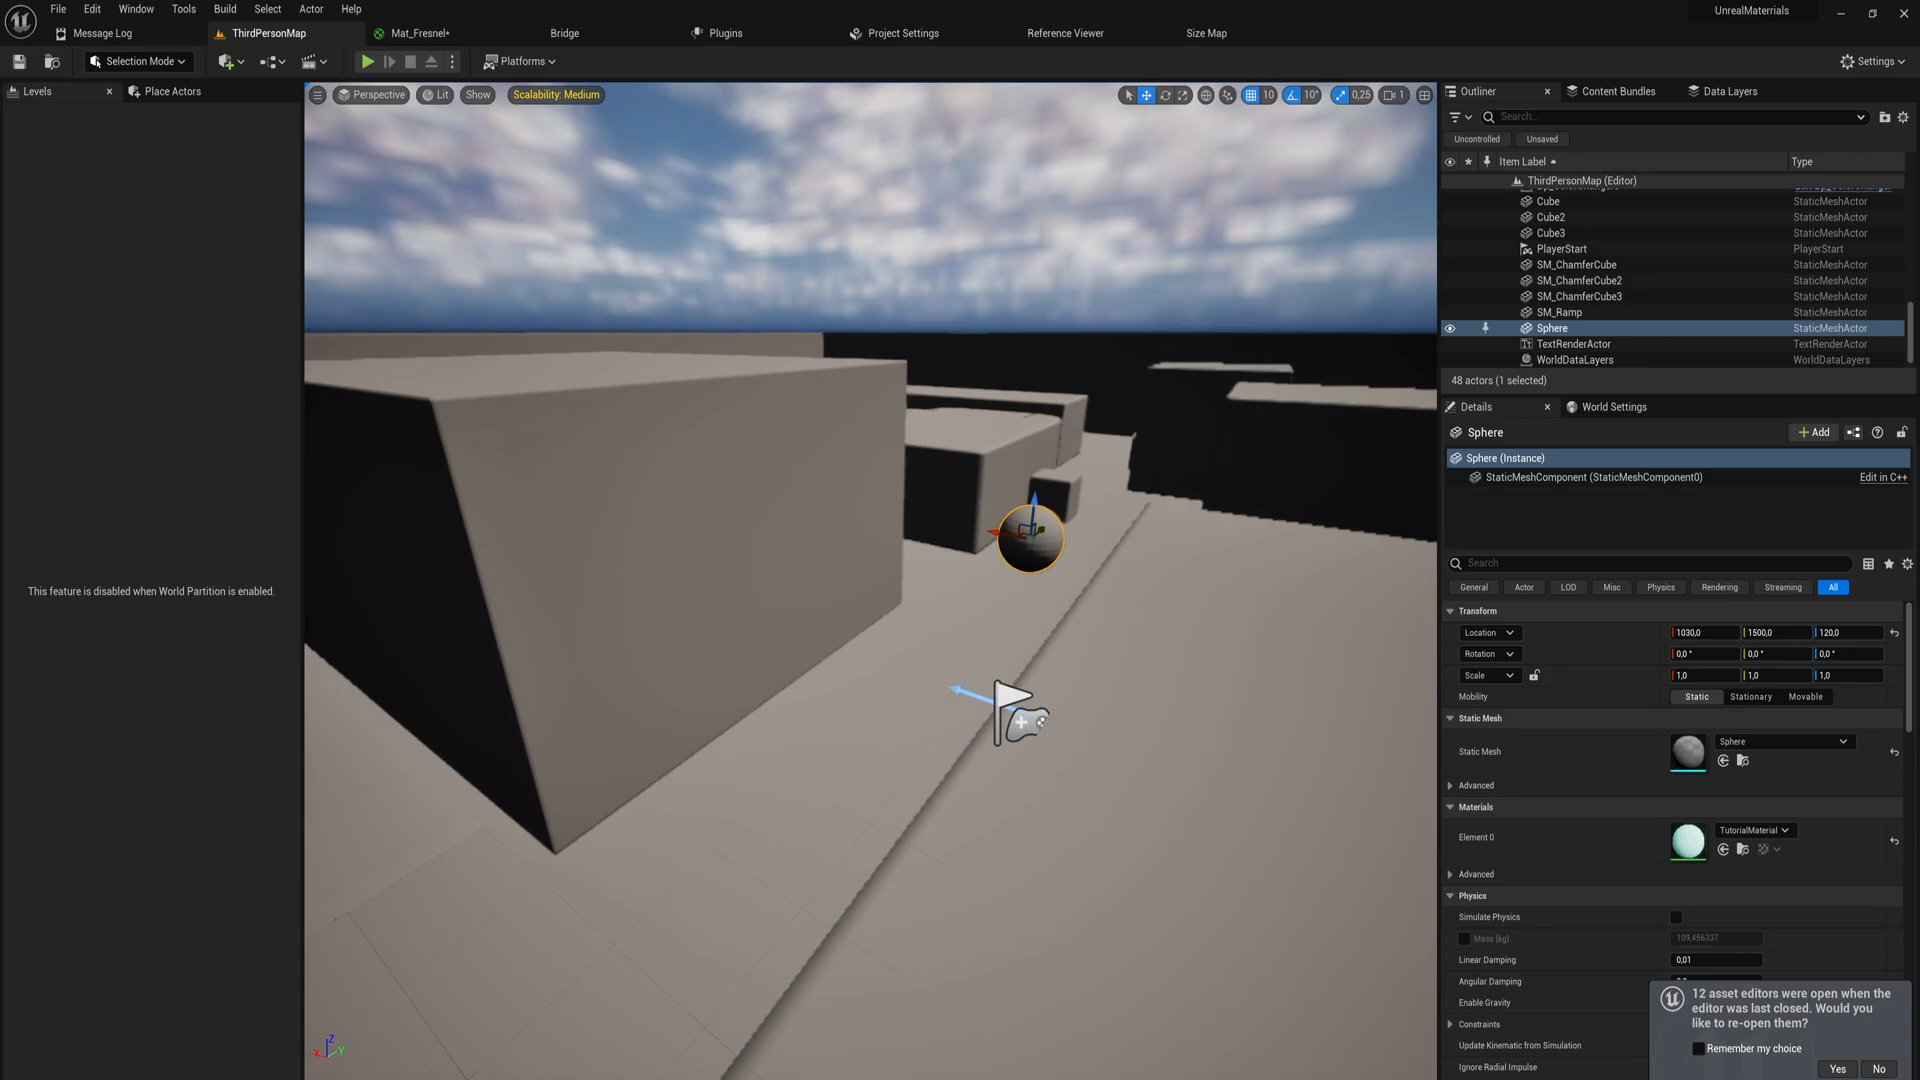 File Edit Window Tools Build Select Actor Help
UnrealMaterials
Message Log
ThirdPersonMap
Mat_Fresnel*
Bridge
Plugins
Project Settings
Reference Viewer
Size Map
Selection Mode
Platforms
Settings
Levels
Place Actors
Perspective
Lit
Show
Scalability: Medium
10
10°
0,25
1
Outliner
Content Bundles
Data Layers
Search...
Uncontrolled
Unsaved
Item Label
Type
ThirdPersonMap (Editor)
Cube StaticMeshActor
Cube2 StaticMeshActor
Cube3 StaticMeshActor
PlayerStart PlayerStart
SM_ChamferCube StaticMeshActor
SM_ChamferCube2 StaticMeshActor
SM_ChamferCube3 StaticMeshActor
SM_Ramp StaticMeshActor
Sphere StaticMeshActor
TextRenderActor TextRenderActor
WorldDataLayers WorldDataLayers
48 actors (1 selected)
Details
World Settings
Sphere
Add
Sphere (Instance)
StaticMeshComponent (StaticMeshComponent0) Edit in C++
Search
General Actor LOD Misc Physics Rendering Streaming All
Transform
Location 1030,0 1500,0 120,0
Rotation 0,0 ° 0,0 ° 0,0 °
Scale 1,0 1,0 1,0
Mobility Static Stationary Movable
Static Mesh
Static Mesh Sphere
Advanced
Materials
Element 0 TutorialMaterial
Advanced
Physics
Simulate Physics
Mass (kg) 109,456337
Linear Damping 0,01
Angular Damping
Enable Gravity
Constraints
Update Kinematic from Simulation
Ignore Radial Impulse
This feature is disabled when World Partition is enabled.
X Z Y
12 asset editors were open when the
editor was last closed. Would you
like to re-open them?
Remember my choice
Yes No